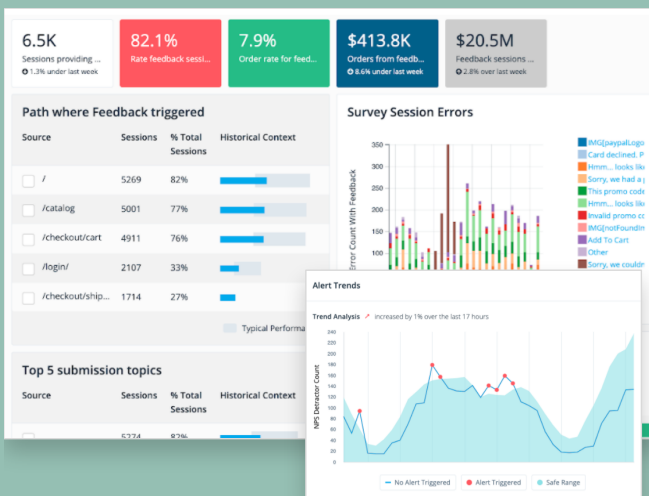 6.5K
Sessions providing ...
1.3% under last week
82.1%
Rate feedback sessi...
7.9%
Order rate for feed...
$413.8K
Orders from feedb...
8.6% under last week
$20.5M
Feedback sessions ...
2.8% over last week
Path where Feedback triggered
Source Sessions % Total Sessions Historical Context
/ 5269 82%
/catalog 5001 77%
/checkout/cart 4911 76%
/login/ 2107 33%
/checkout/ship... 1714 27%
Typical Performa
Top 5 submission topics
Source Sessions % Total Sessions Historical Context
5274 82%
Survey Session Errors
Error Count With Feedback
350
300
250
200
150
100
IMG[paypalLogo
Card declined. P
Hmm... looks lik
Sorry, we had a
This promo code
Hmm... looks lik
Invalid promo co
IMG[notFoundIn
Add To Cart
Other
Sorry, we couldn
Alert Trends
Trend Analysis increased by 1% over the last 17 hours
NPS Detractor Count
240
220
200
180
160
140
120
100
80
60
40
20
0
No Alert Triggered
Alert Triggered
Safe Range